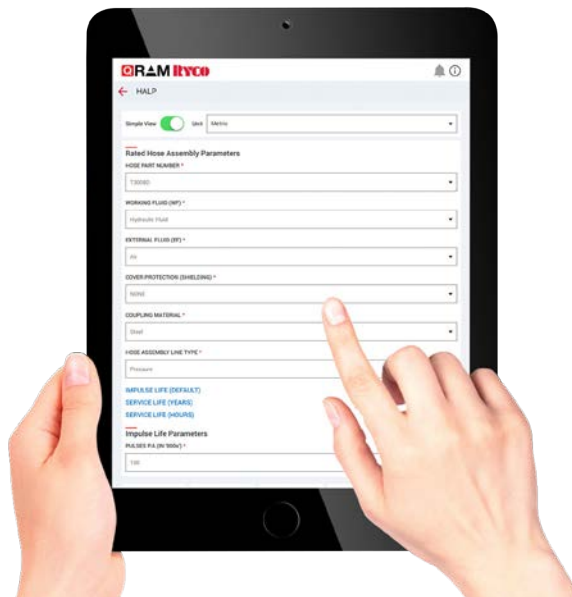 QRAM RYCO
HALP
Simple View Unit Metric
Rated Hose Assembly Parameters
HOSE PART NUMBER *
WORKING FLUID (WF) *
Hydraulic Fluid
EXTERNAL FLUID (EF) *
Air
COVER PROTECTION (SHIELDING) *
NONE
COUPLING MATERIAL *
Steel
HOSE ASSEMBLY LINE TYPE *
Pressure
IMPULSE LIFE (DEFAULT)
SERVICE LIFE (YEARS)
SERVICE LIFE (HOURS)
Impulse Life Parameters
PULSES P.A (IN '000s') *